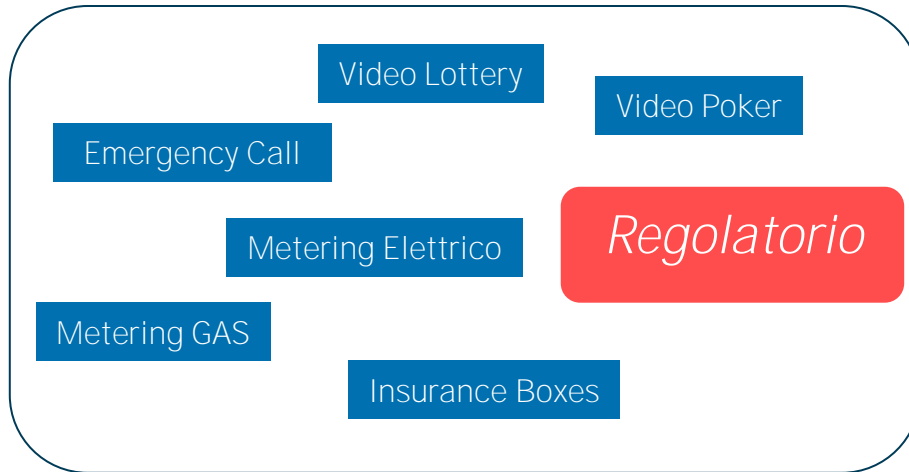 Video Lottery
Video Poker
Emergency Call
Regolatorio
Metering Elettrico
Metering GAS
Insurance Boxes